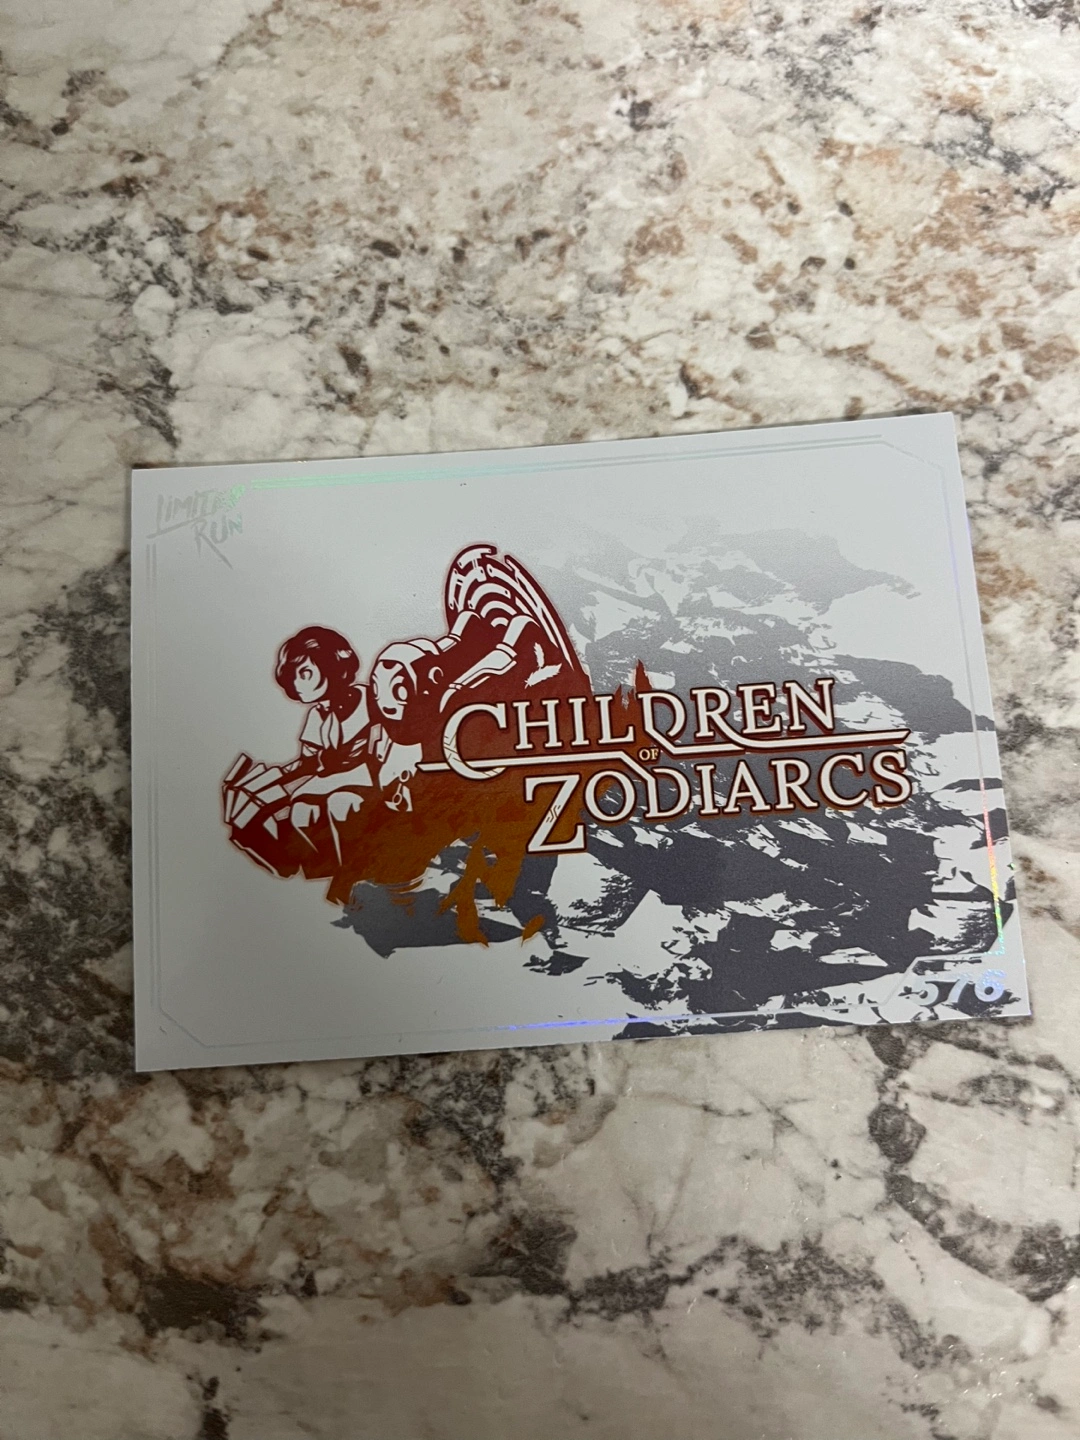 LIMITED
RUN
CHILDREN
OF
ZODIARCS
576